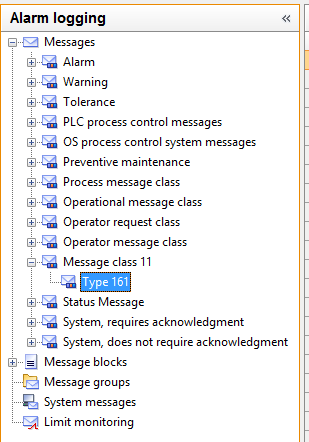 Alarm logging «
Messages
Alarm
Warning
Tolerance
PLC process control messages
OS process control system messages
Preventive maintenance
Process message class
Operational message class
Operator request class
Operator message class
Message class 11
Type 161
Status Message
System, requires acknowledgment
System, does not require acknowledgment
Message blocks
Message groups
System messages
Limit monitoring